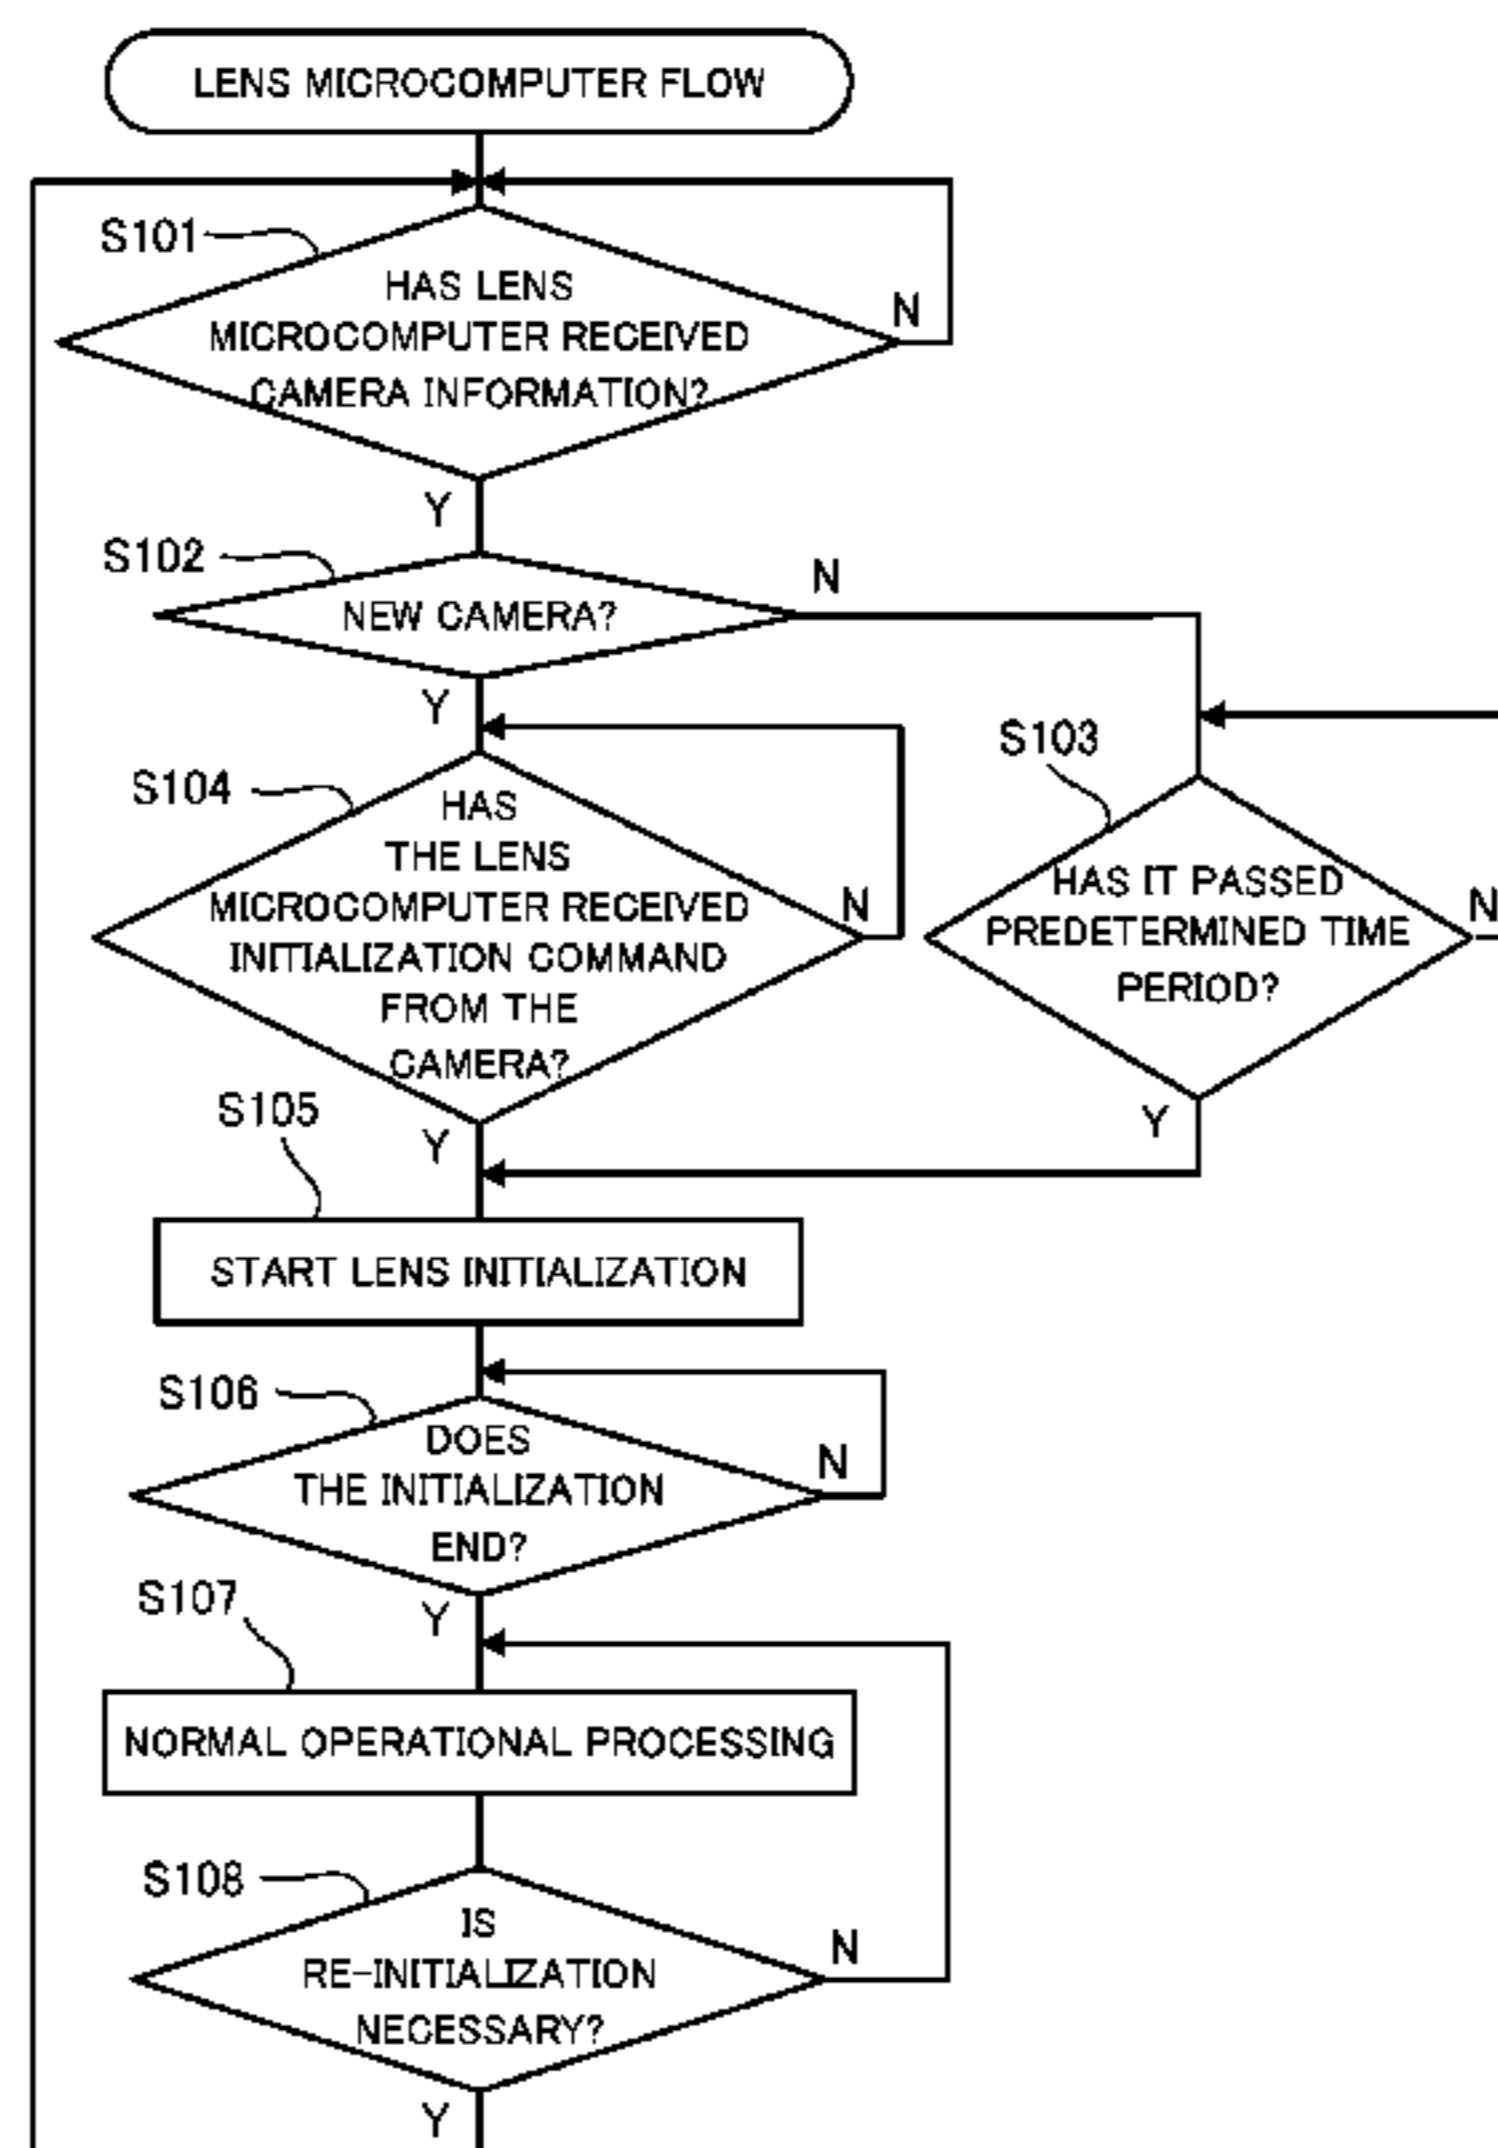 LENS MICROCOMPUTER FLOW
S101
HAS LENS
MICROCOMPUTER RECEIVED
CAMERA INFORMATION?
N
Y
S102
NEW CAMERA?
N
Y
S103
HAS IT PASSED
PREDETERMINED TIME
PERIOD?
N
Y
S104
HAS
THE LENS
MICROCOMPUTER RECEIVED
INITIALIZATION COMMAND
FROM THE
CAMERA?
N
Y
S105
START LENS INITIALIZATION
S106
DOES
THE INITIALIZATION
END?
N
Y
S107
NORMAL OPERATIONAL PROCESSING
S108
IS
RE-INITIALIZATION
NECESSARY?
N
Y